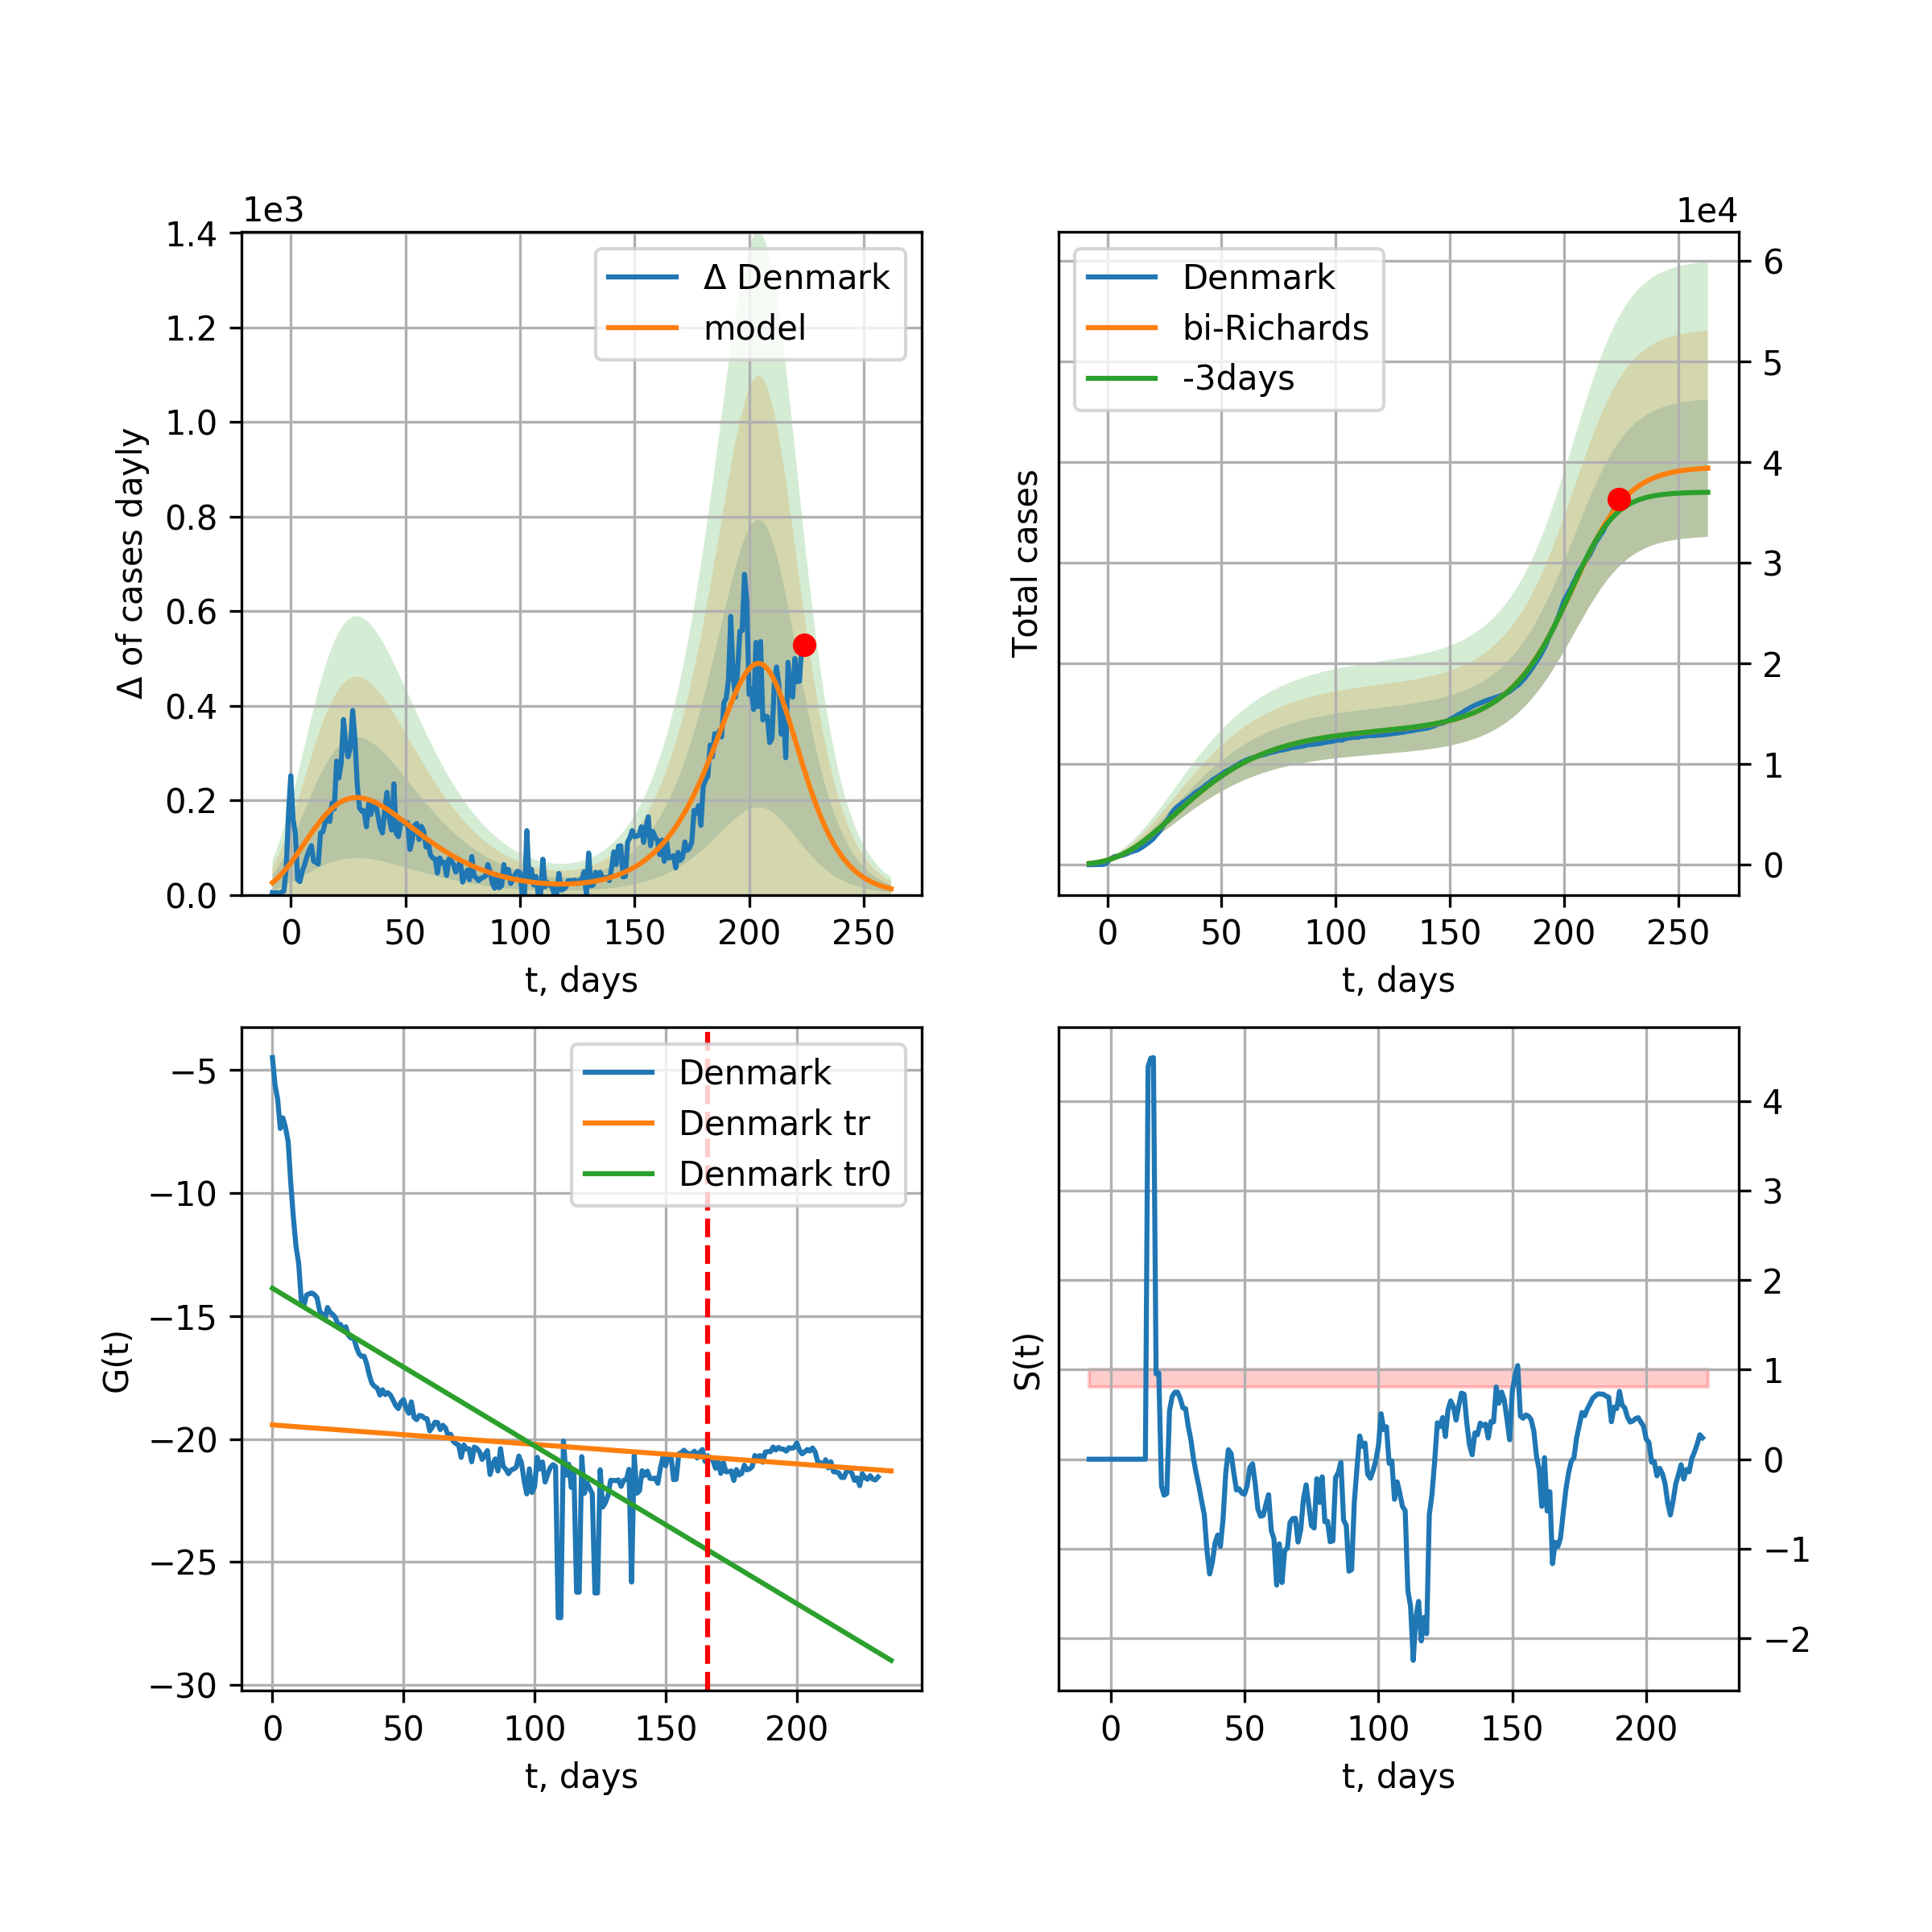 1e3
1.4
1.2
1.0
0.8
0.6
0.4
0.2
0.0
Δ of cases dayly
Δ Denmark
model
0 50 100 150 200 250
t, days
1e4
6
5
4
3
2
1
0
Total cases
Denmark
bi-Richards
-3days
0 50 100 150 200 250
t, days
−5
−10
−15
−20
−25
−30
G(t)
Denmark
Denmark tr
Denmark tr0
0 50 100 150 200
t, days
4
3
2
1
0
−1
−2
S(t)
0 50 100 150 200
t, days